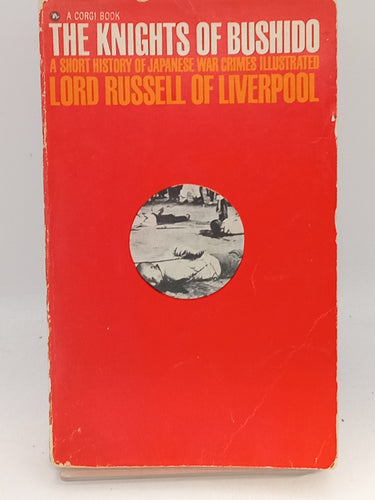 A CORGI BOOK
THE KNIGHTS OF BUSHIDO
A SHORT HISTORY OF JAPANESE WAR CRIMES ILLUSTRATED
LORD RUSSELL OF LIVERPOOL